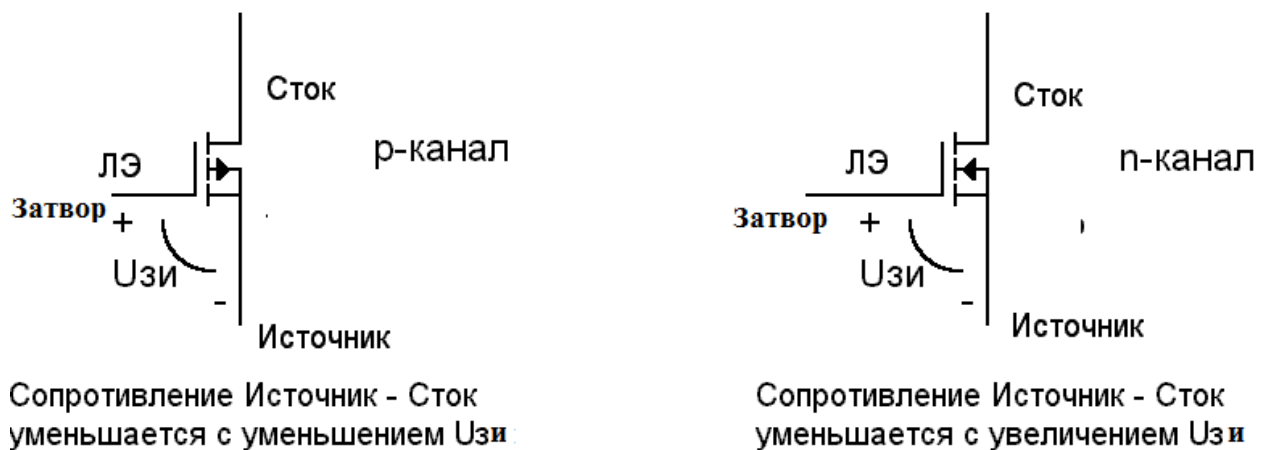 Сток
p-канал
ЛЭ
Затвор +
Uзи
-
Источник
Сопротивление Источник - Сток
уменьшается с уменьшением Uзи
Сток
n-канал
ЛЭ
Затвор +
Uзи
-
Источник
Сопротивление Источник - Сток
уменьшается с увеличением Uзи